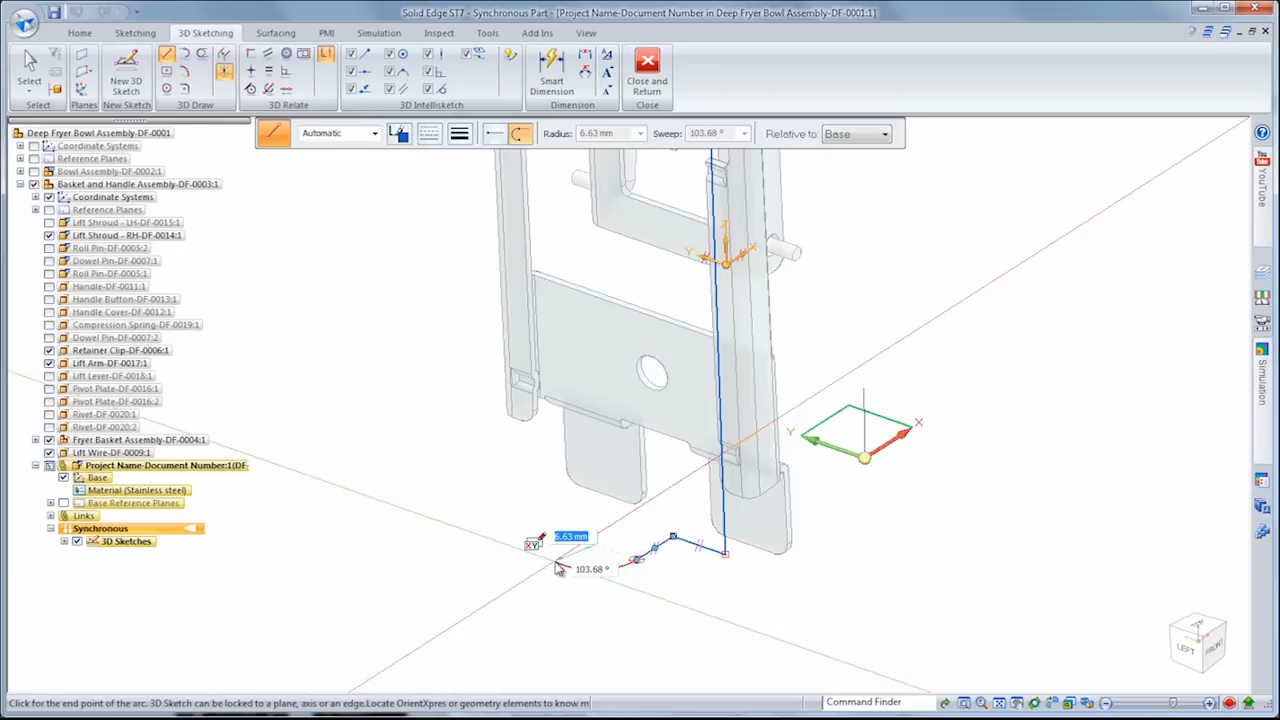 Solid Edge ST7 - Synchronous Part - [Project Name-Document Number in Deep Fryer Bowl Assembly-DF-0001:1]
Home
Sketching
3D Sketching
Surfacing
PMI
Simulation
Inspect
Tools
Add Ins
View
Select
New 3D Sketch
Smart Dimension
Close and Return
Select
Planes
New Sketch
3D Draw
3D Relate
3D Intellisketch
Dimension
Close
Automatic
Radius:
6.63 mm
Sweep:
103.68 °
Relative to:
Base
Deep Fryer Bowl Assembly-DF-0001
Coordinate Systems
Reference Planes
Bowl Assembly-DF-0002:1
Basket and Handle Assembly-DF-0003:1
Coordinate Systems
Reference Planes
Lift Shroud - LH-DF-0015:1
Lift Shroud - RH-DF-0014:1
Roll Pin-DF-0005:2
Dowel Pin-DF-0007:1
Roll Pin-DF-0005:1
Handle-DF-0011:1
Handle Button-DF-0013:1
Handle Cover-DF-0012:1
Compression Spring-DF-0019:1
Dowel Pin-DF-0007:2
Retainer Clip-DF-0006:1
Lift Arm-DF-0017:1
Lift Lever-DF-0018:1
Pivot Plate-DF-0016:1
Pivot Plate-DF-0016:2
Rivet-DF-0020:1
Rivet-DF-0020:2
Fryer Basket Assembly-DF-0004:1
Lift Wire-DF-0009:1
Project Name-Document Number:1(DF-
Base
Material (Stainless steel)
Base Reference Planes
Links
Synchronous
3D Sketches
Z
Y
X
Y
X
XY
6.63 mm
103.68 °
LEFT
FRONT
YouTube
Simulation
Click for the end point of the arc. 3D Sketch can be locked to a plane, axis or an edge.Locate OrientXpres or geometry elements to know m
Command Finder